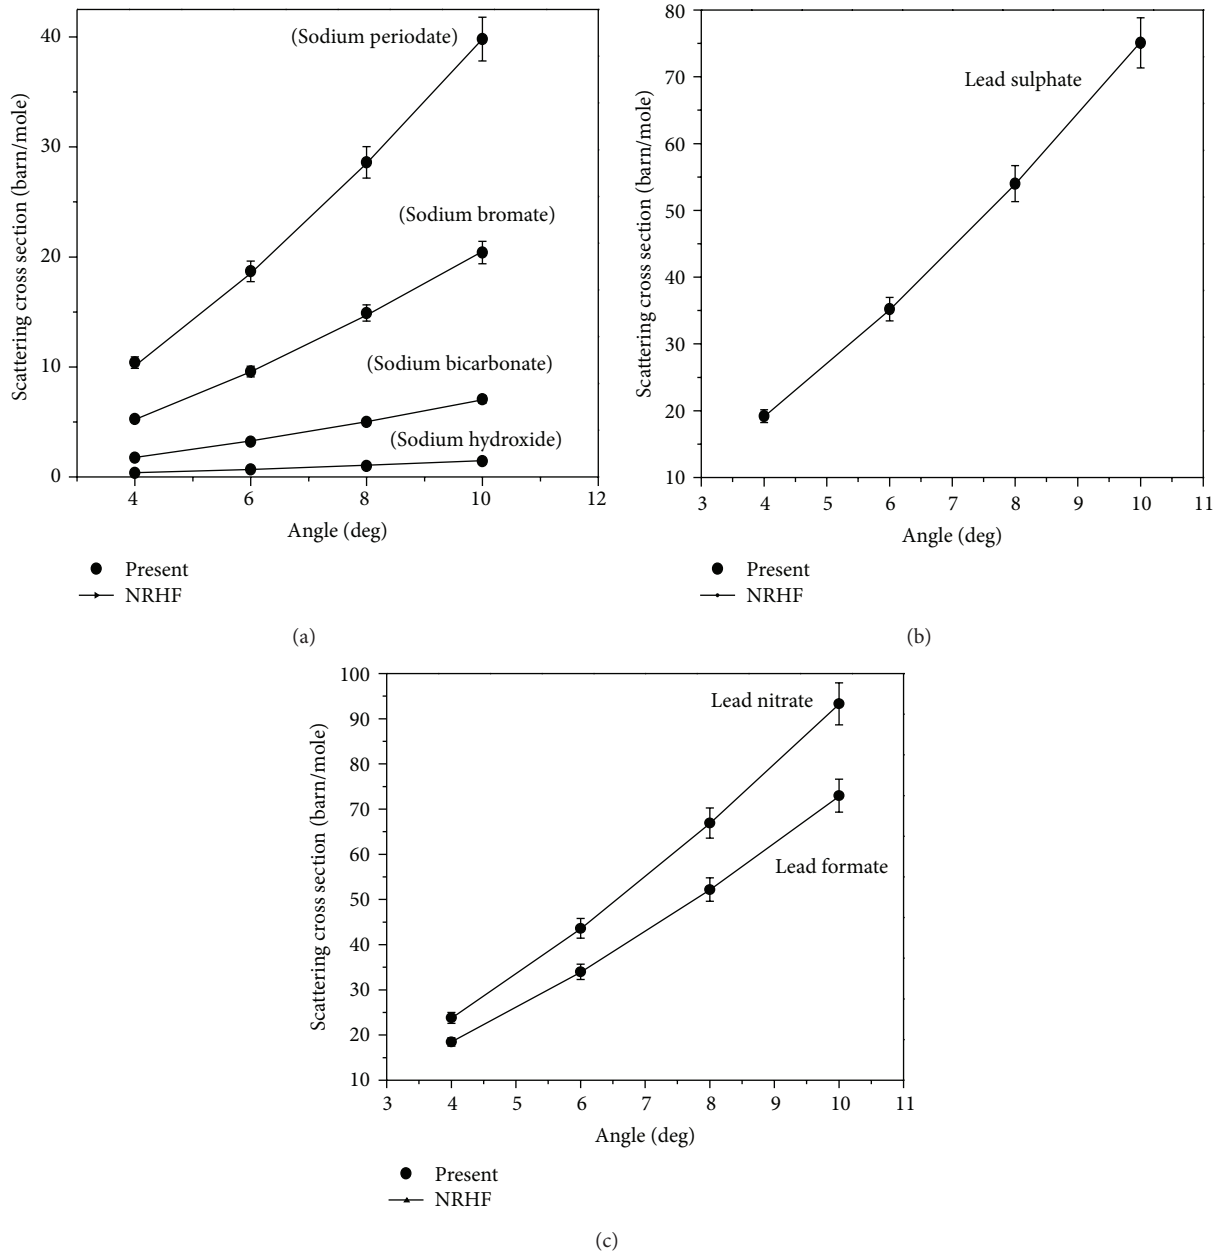 Scattering cross section (barn/mole)
40
30
20
10
0
(Sodium periodate)
(Sodium bromate)
(Sodium bicarbonate)
(Sodium hydroxide)
4 6 8 10 12
Angle (deg)
Present
NRHF
(a)
Scattering cross section (barn/mole)
80
70
60
50
40
30
20
10
Lead sulphate
3 4 5 6 7 8 9 10 11
Angle (deg)
Present
NRHF
(b)
Scattering cross section (barn/mole)
100
90
80
70
60
50
40
30
20
10
Lead nitrate
Lead formate
3 4 5 6 7 8 9 10 11
Angle (deg)
Present
NRHF
(c)